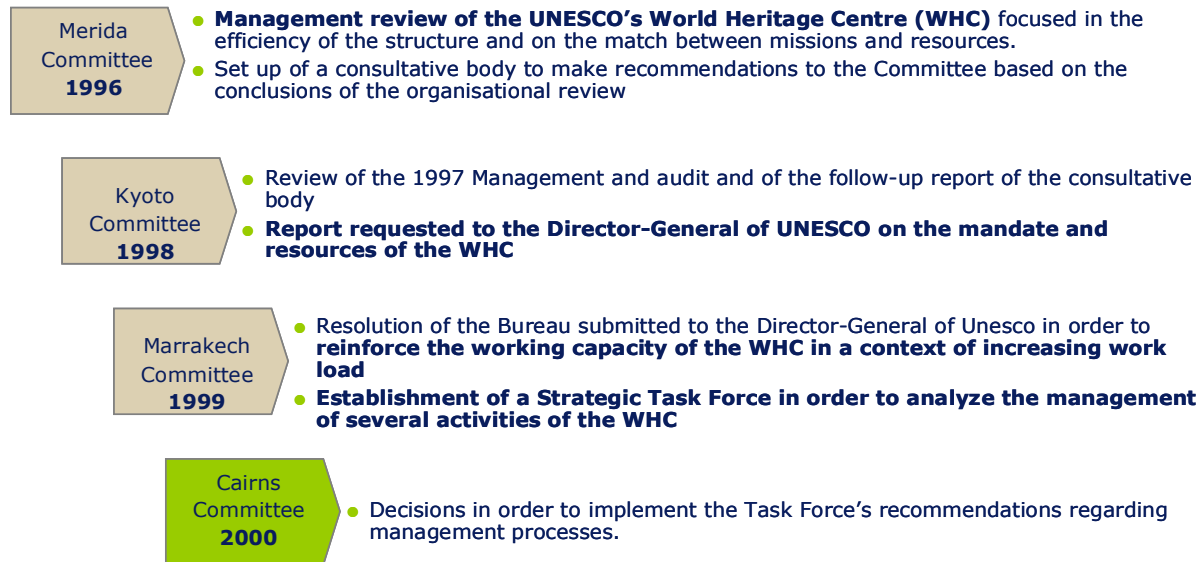 Merida
Committee
1996
● Management review of the UNESCO’s World Heritage Centre (WHC) focused in the
efficiency of the structure and on the match between missions and resources.
● Set up of a consultative body to make recommendations to the Committee based on the
conclusions of the organisational review
Kyoto
Committee
1998
● Review of the 1997 Management and audit and of the follow-up report of the consultative
body
● Report requested to the Director-General of UNESCO on the mandate and
resources of the WHC
Marrakech
Committee
1999
● Resolution of the Bureau submitted to the Director-General of Unesco in order to
reinforce the working capacity of the WHC in a context of increasing work
load
● Establishment of a Strategic Task Force in order to analyze the management
of several activities of the WHC
Cairns
Committee
2000
● Decisions in order to implement the Task Force’s recommendations regarding
management processes.